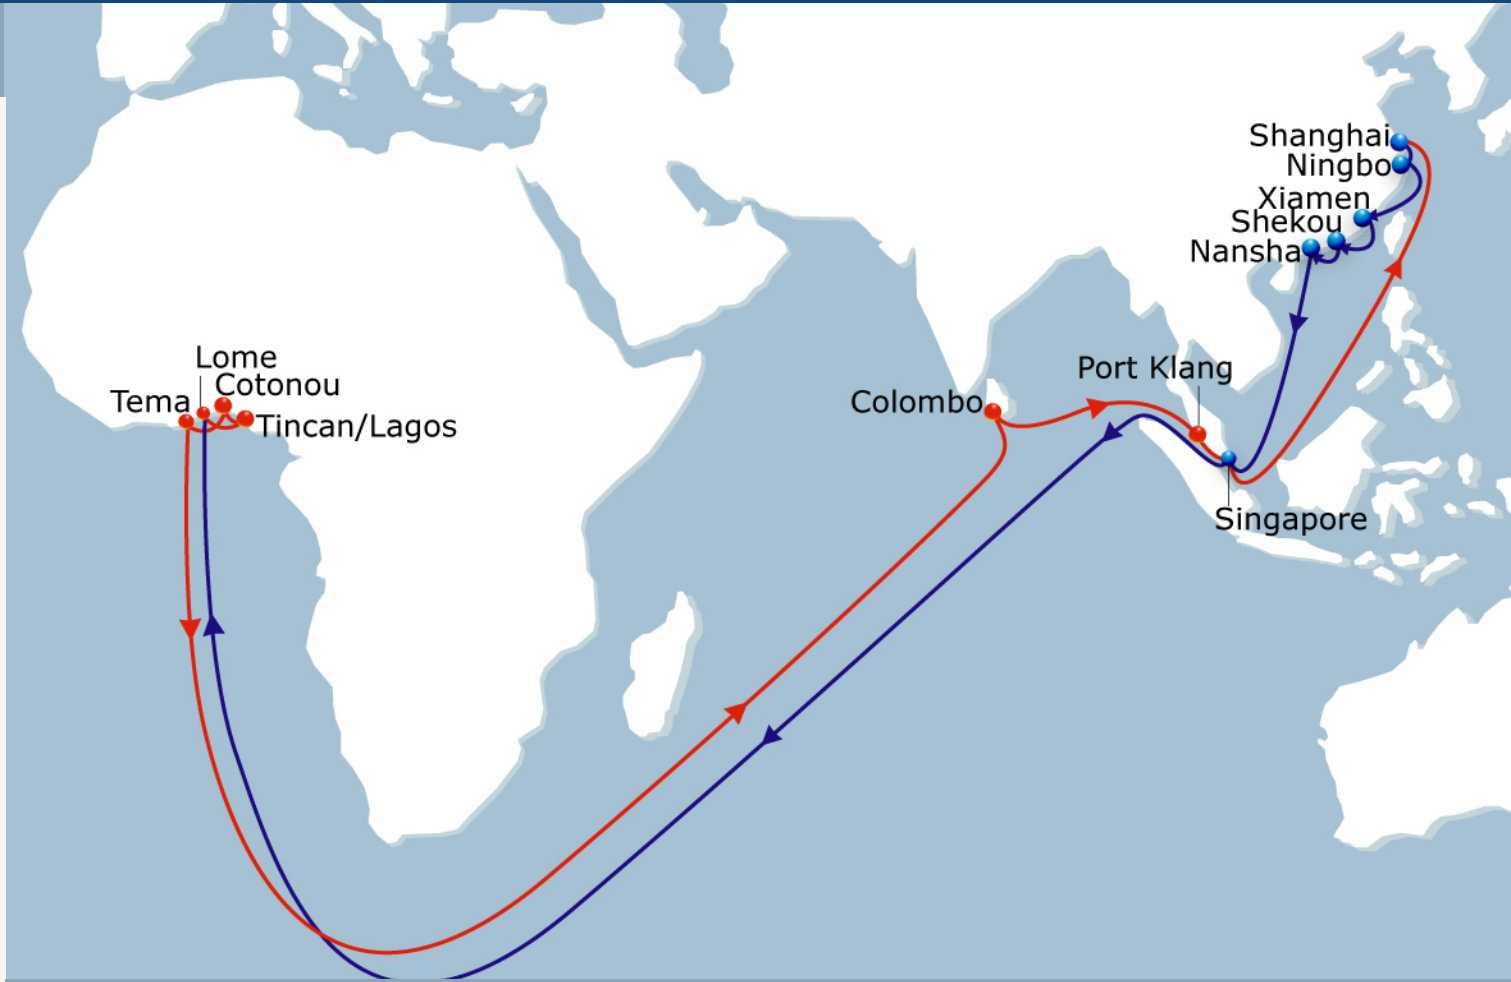 Shanghai
Ningbo
Xiamen
Shekou
Nansha
Lome
Port Klang
Cotonou
Tema
Colombo
Tincan/Lagos
Singapore